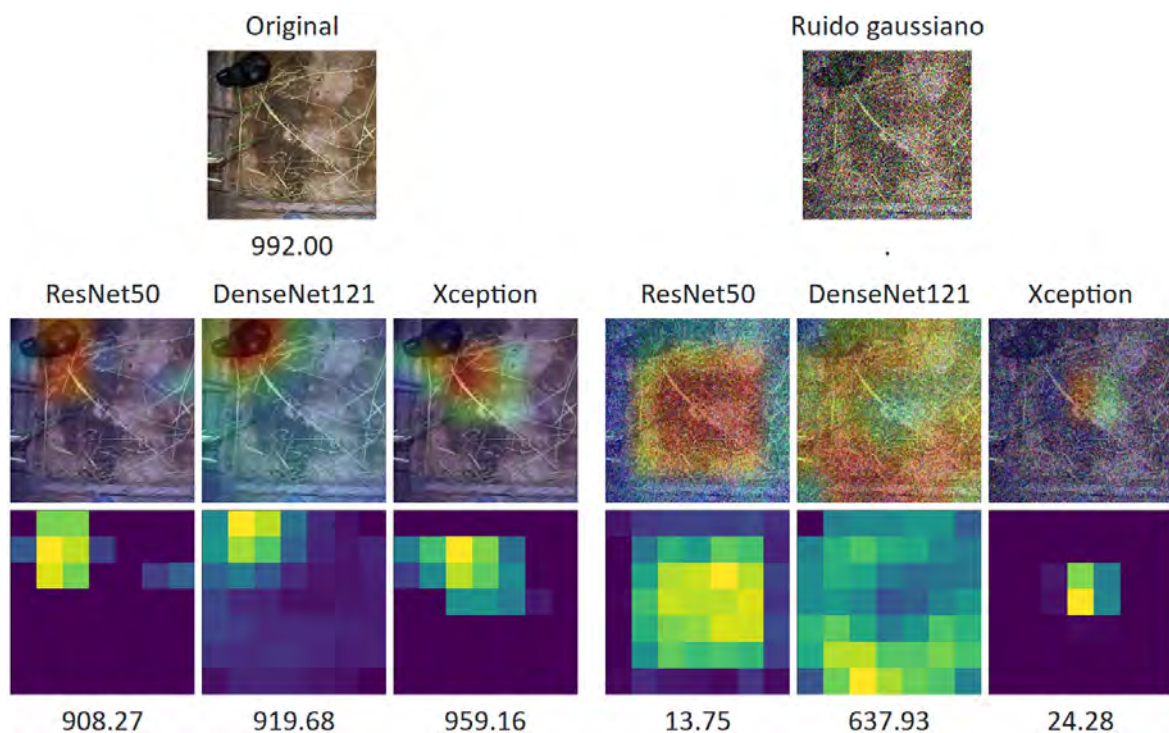 Original
Ruido gaussiano
992.00
.
ResNet50 DenseNet121 Xception ResNet50 DenseNet121 Xception
908.27 919.68 959.16 13.75 637.93 24.28